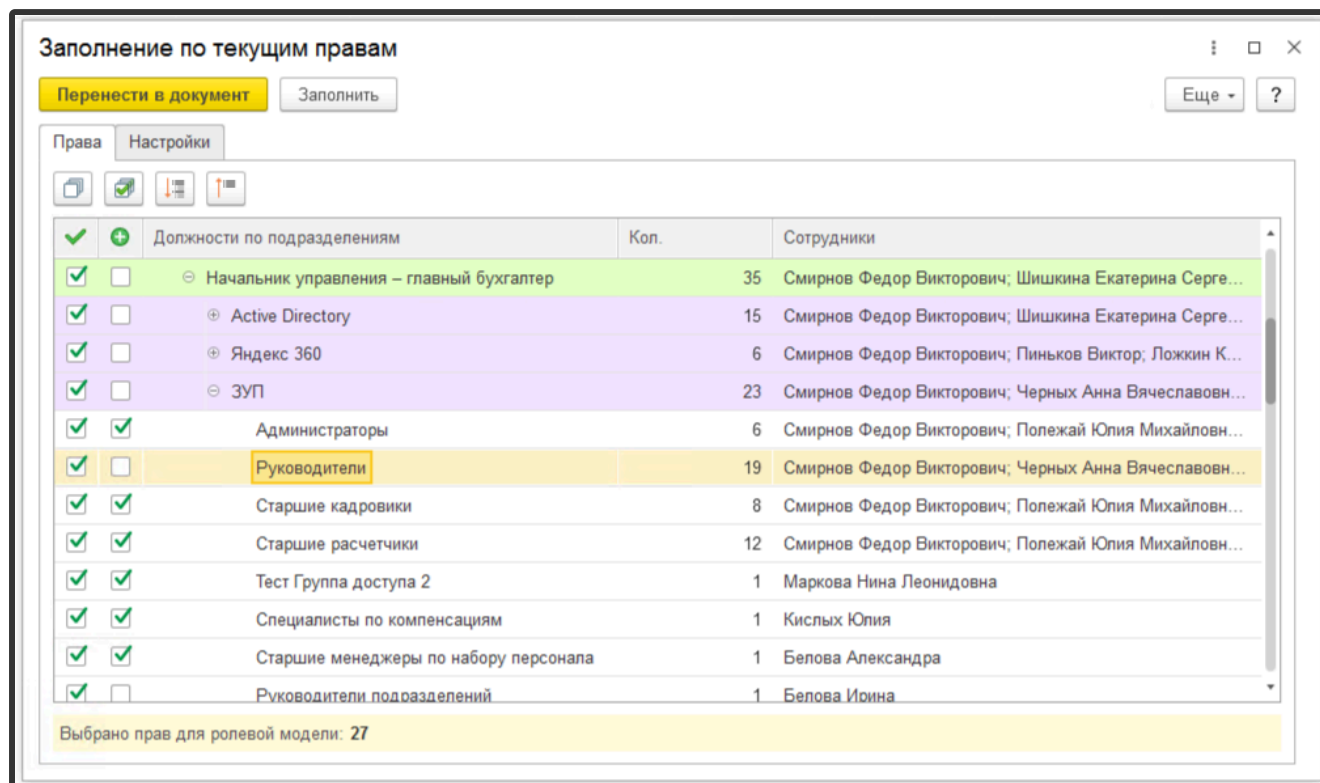 Заполнение по текущим правам
Перенести в документ Заполнить Еще ?
Права Настройки
Должности по подразделениям Кол. Сотрудники
Начальник управления – главный бухгалтер 35 Смирнов Федор Викторович; Шишкина Екатерина Серге...
Active Directory 15 Смирнов Федор Викторович; Шишкина Екатерина Серге...
Яндекс 360 6 Смирнов Федор Викторович; Пиньков Виктор; Ложкин К...
ЗУП 23 Смирнов Федор Викторович; Черных Анна Вячеславовн...
Администраторы 6 Смирнов Федор Викторович; Полежай Юлия Михайловн...
Руководители 19 Смирнов Федор Викторович; Черных Анна Вячеславовн...
Старшие кадровики 8 Смирнов Федор Викторович; Полежай Юлия Михайловн...
Старшие расчетчики 12 Смирнов Федор Викторович; Полежай Юлия Михайловн...
Тест Группа доступа 2 1 Маркова Нина Леонидовна
Специалисты по компенсациям 1 Кислых Юлия
Старшие менеджеры по набору персонала 1 Белова Александра
Руководители подразделений 1 Белова Ирина
Выбрано прав для ролевой модели: 27